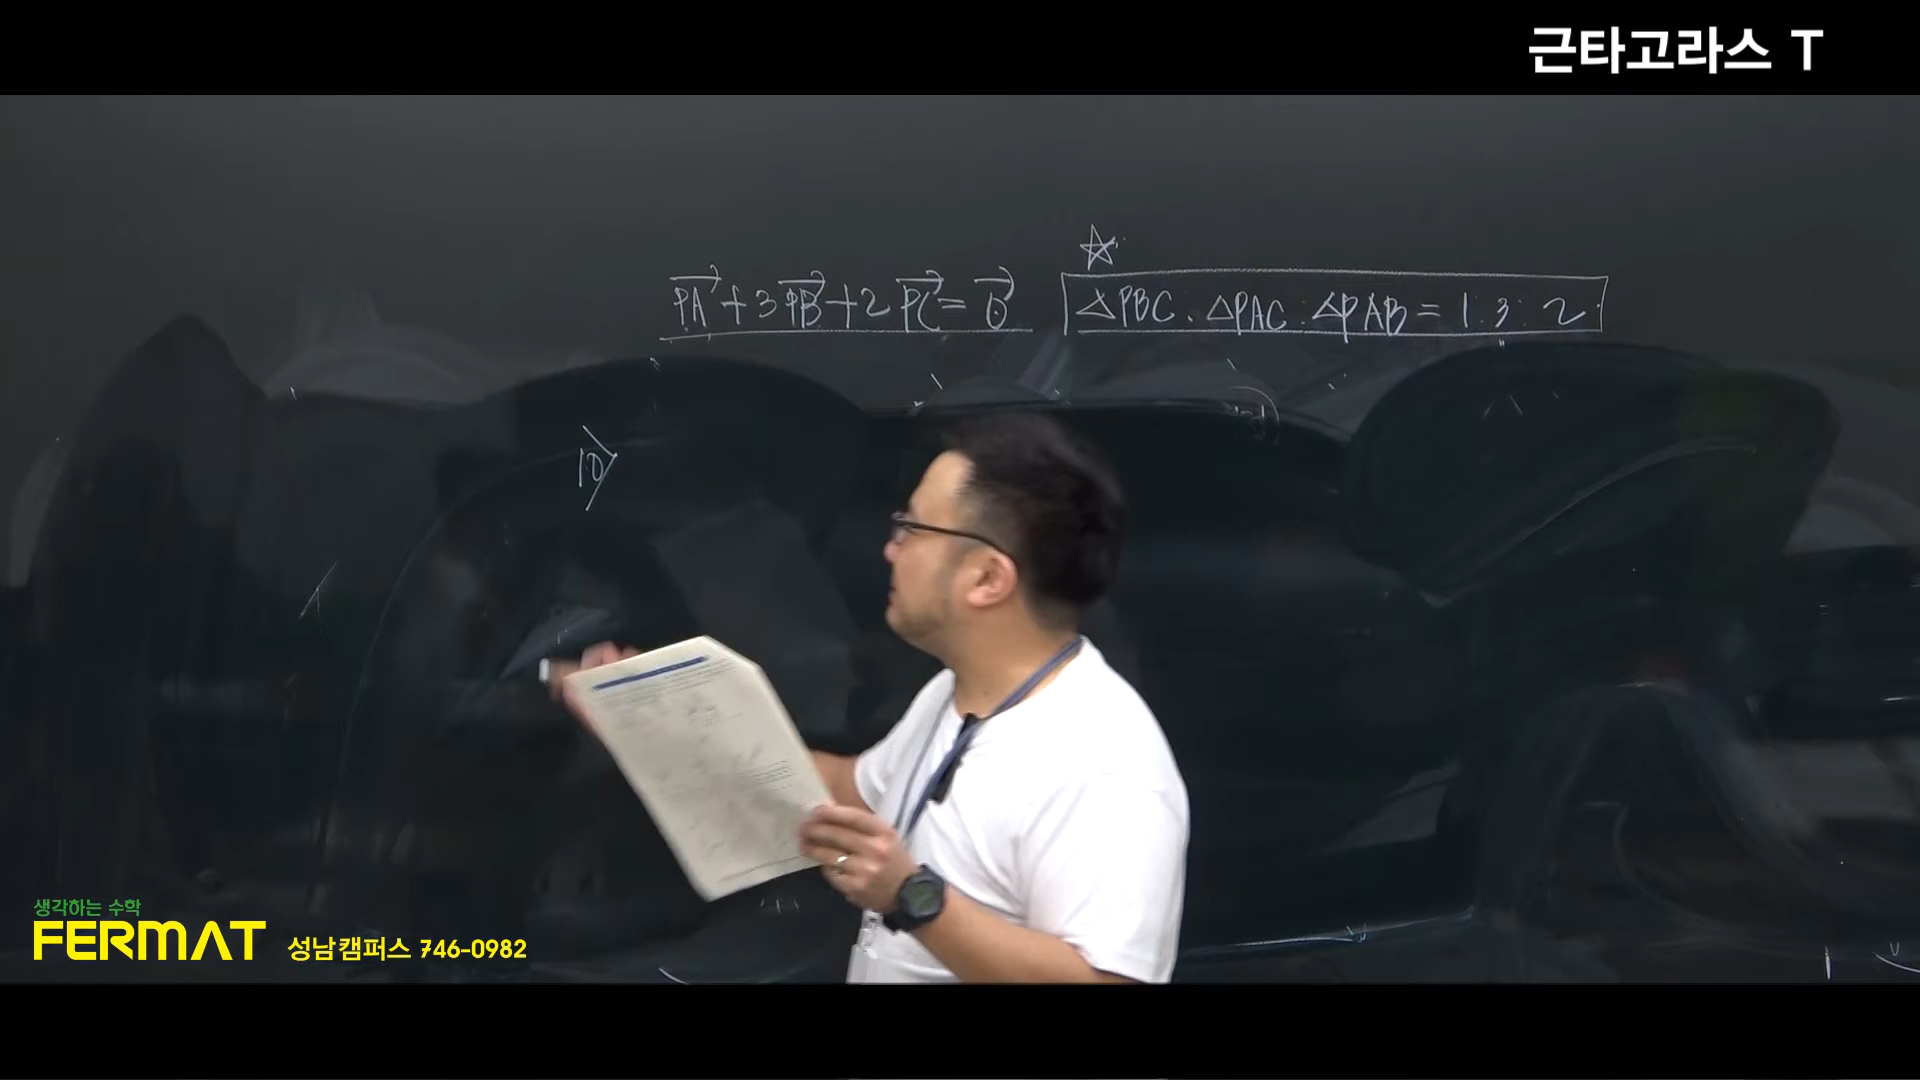 근타고라스 T
☆
PA⃗ + 3PB⃗ + 2PC⃗ = 0⃗ △PBC : △PAC : △PAB = 1 : 3 : 2
10>
생각하는 수학
FERMAT 성남캠퍼스 746-0982